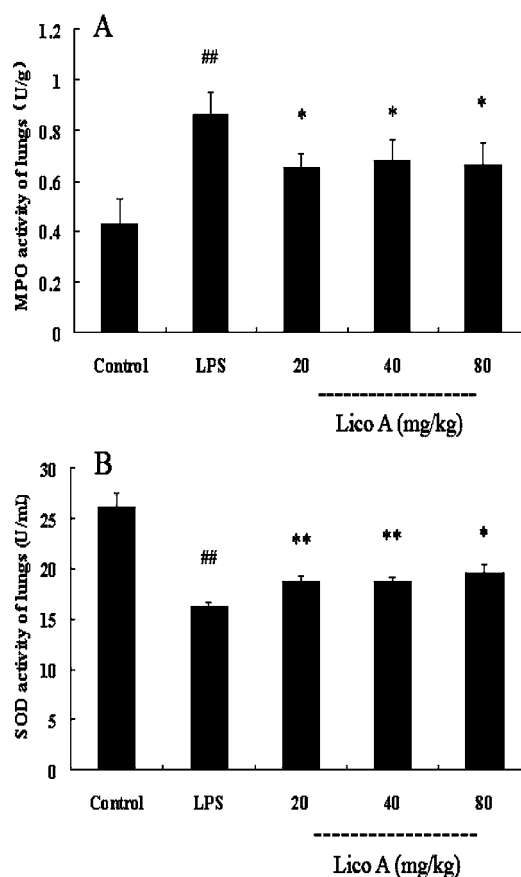 A
MPO activity of lungs (U/g)
1.2
1
0.8
0.6
0.4
0.2
0
##
*
*
*
Control LPS 20 40 80
Lico A (mg/kg)
B
SOD activity of lungs (U/ml)
30
25
20
15
10
5
0
##
**
**
*
Control LPS 20 40 80
Lico A (mg/kg)